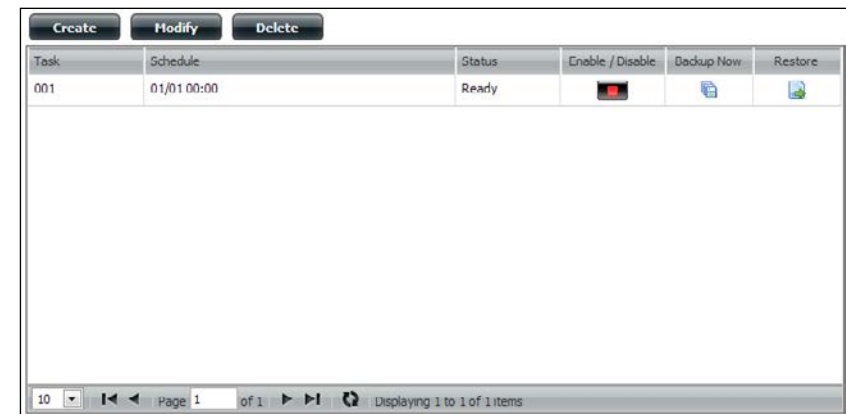 Create Modify Delete
Task Schedule Status Enable / Disable Backup Now Restore
001 01/01 00:00 Ready
10 Page 1 of 1 Displaying 1 to 1 of 1 items